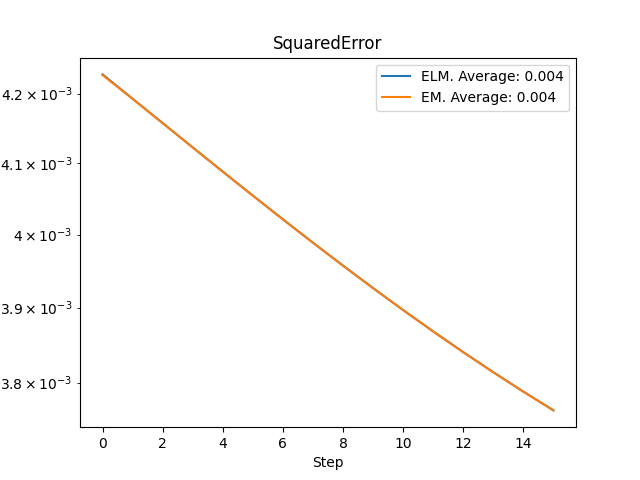 SquaredError
ELM. Average: 0.004
EM. Average: 0.004
4.2 × 10⁻³
4.1 × 10⁻³
4 × 10⁻³
3.9 × 10⁻³
3.8 × 10⁻³
0 2 4 6 8 10 12 14
Step